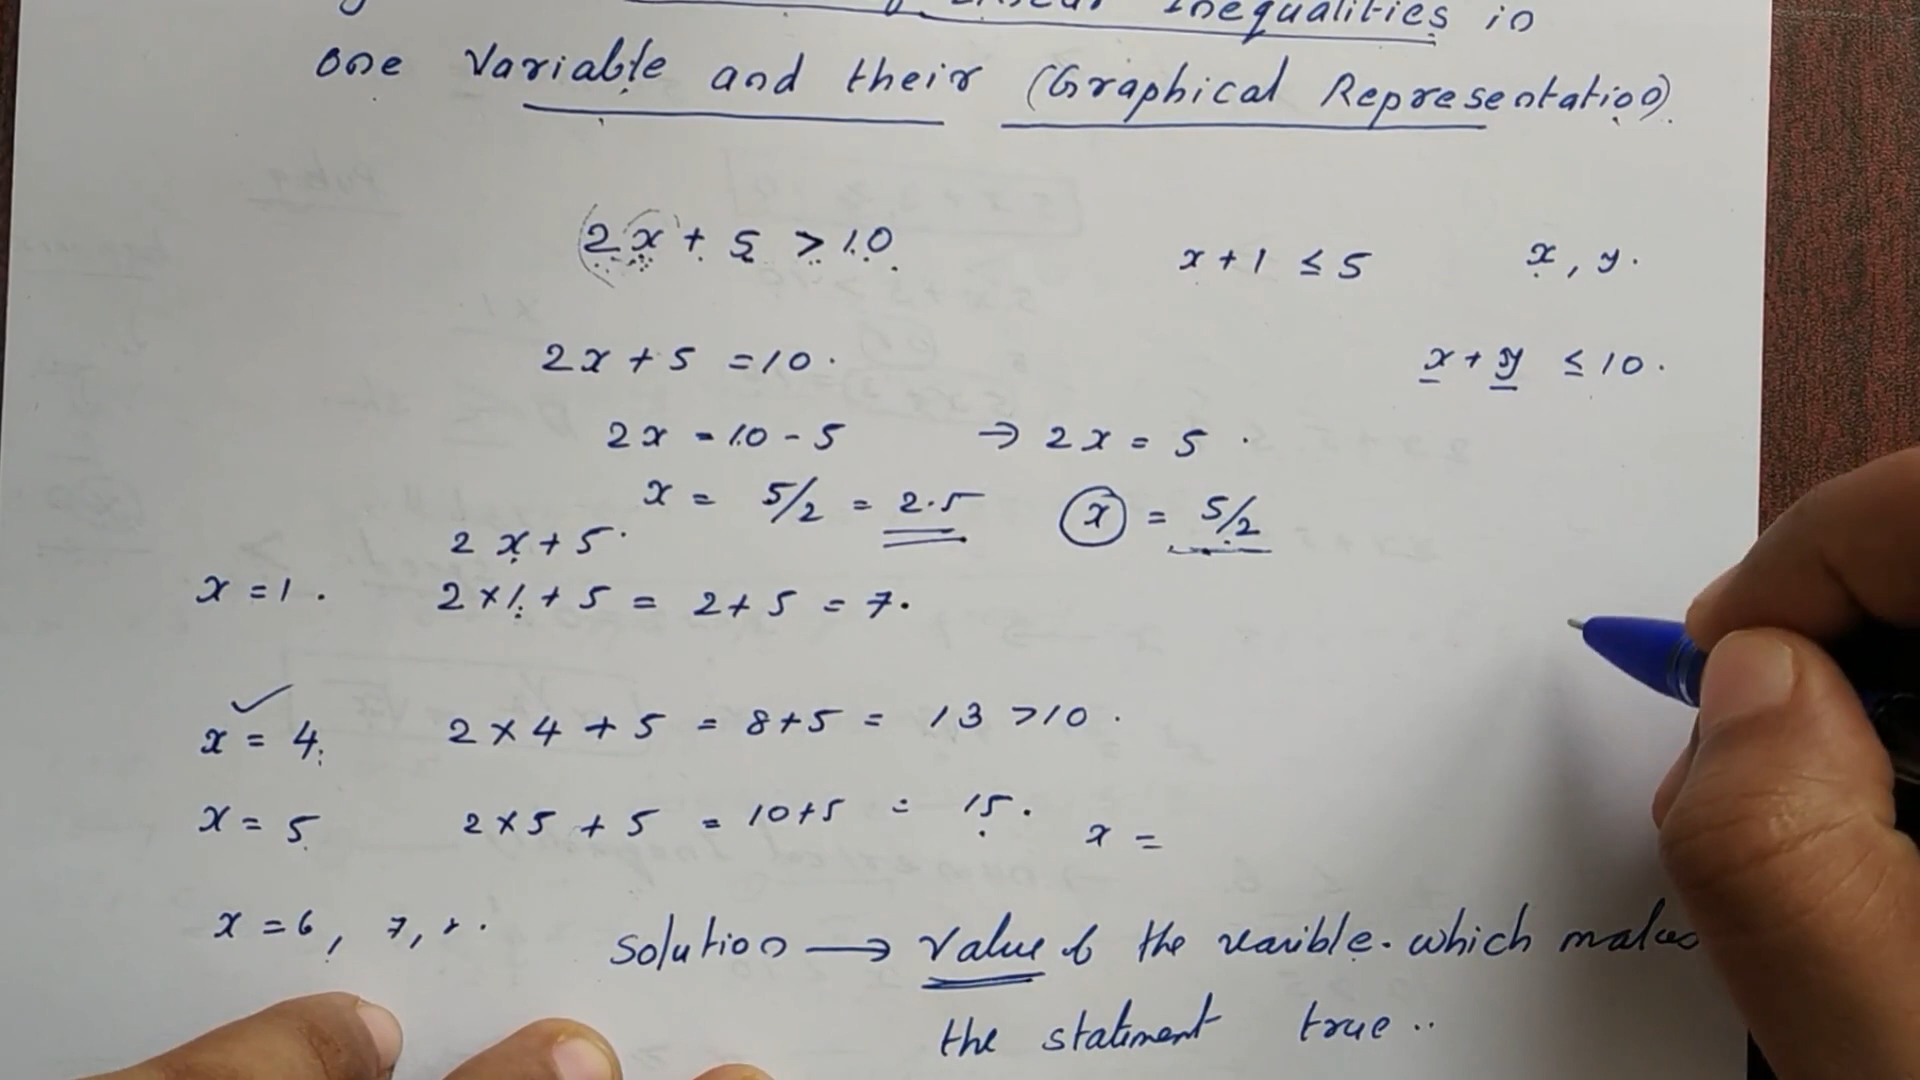 Inequalities in
one Variable and their (Graphical Representation).
2x + 5 > 10
x + 1 ≤ 5
x, y.
2x + 5 = 10.
x + y ≤ 10.
2x = 10 - 5 → 2x = 5
x = 5/2 = 2.5
x = 5/2
2x + 5
x = 1. 2 × 1 + 5 = 2 + 5 = 7.
✓
x = 4. 2 × 4 + 5 = 8 + 5 = 13 > 10.
x = 5 2 × 5 + 5 = 10 + 5 = 15. x =
x = 6, 7,
Solution → value of the varible. which makes
the statement true..